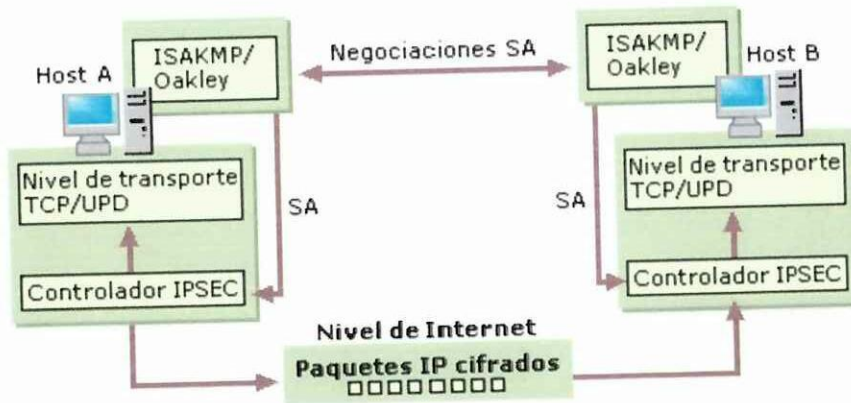 ISAKMP/
Oakley
Negociaciones SA
ISAKMP/
Oakley
Host A
Host B
Nivel de transporte
TCP/UPD
SA
SA
Nivel de transporte
TCP/UPD
Controlador IPSEC
Controlador IPSEC
Nivel de Internet
Paquetes IP cifrados